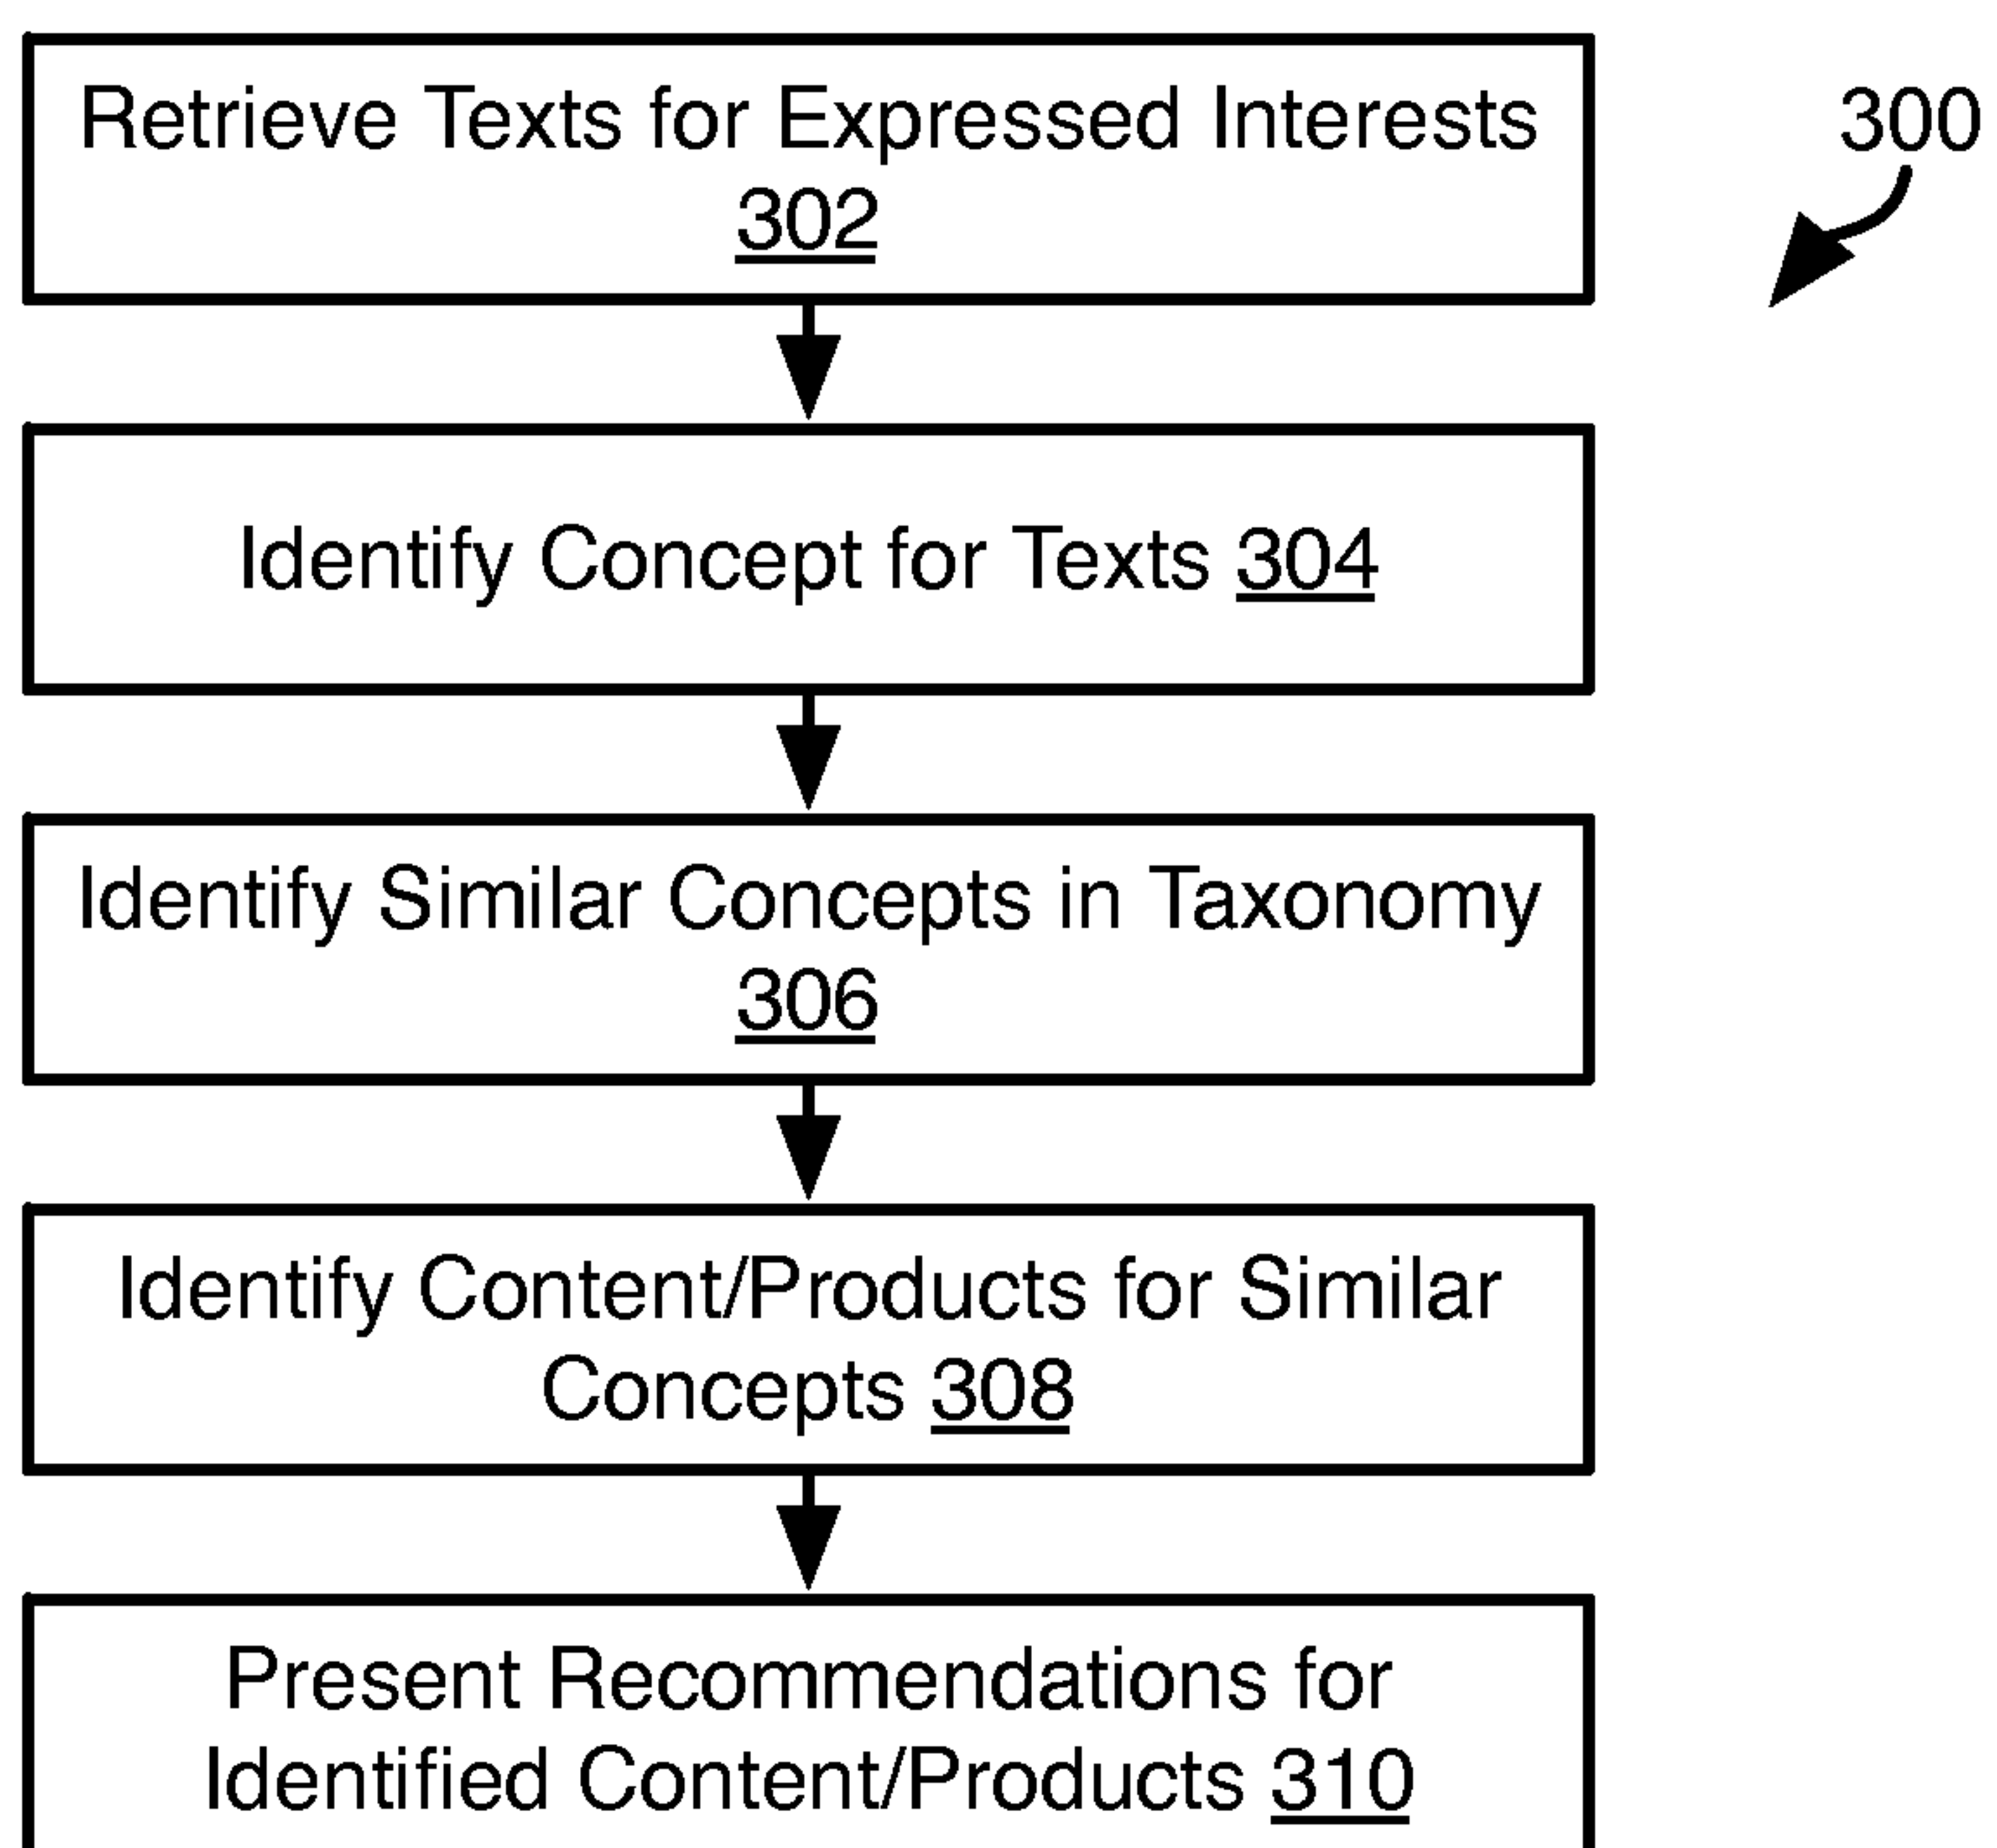 Retrieve Texts for Expressed Interests
302
300
Identify Concept for Texts 304
Identify Similar Concepts in Taxonomy
306
Identify Content/Products for Similar
Concepts 308
Present Recommendations for
Identified Content/Products 310